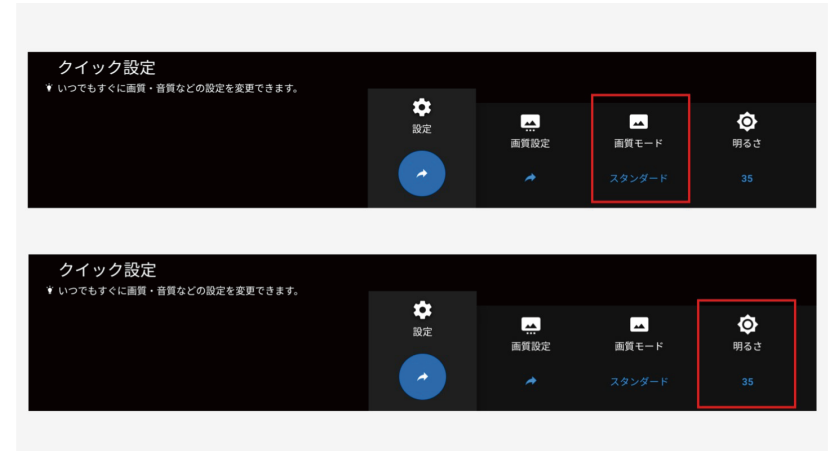 クイック設定
いつでもすぐに画質・音質などの設定を変更できます。
設定
画質設定
画質モード
明るさ
スタンダード
35
クイック設定
いつでもすぐに画質・音質などの設定を変更できます。
設定
画質設定
画質モード
明るさ
スタンダード
35